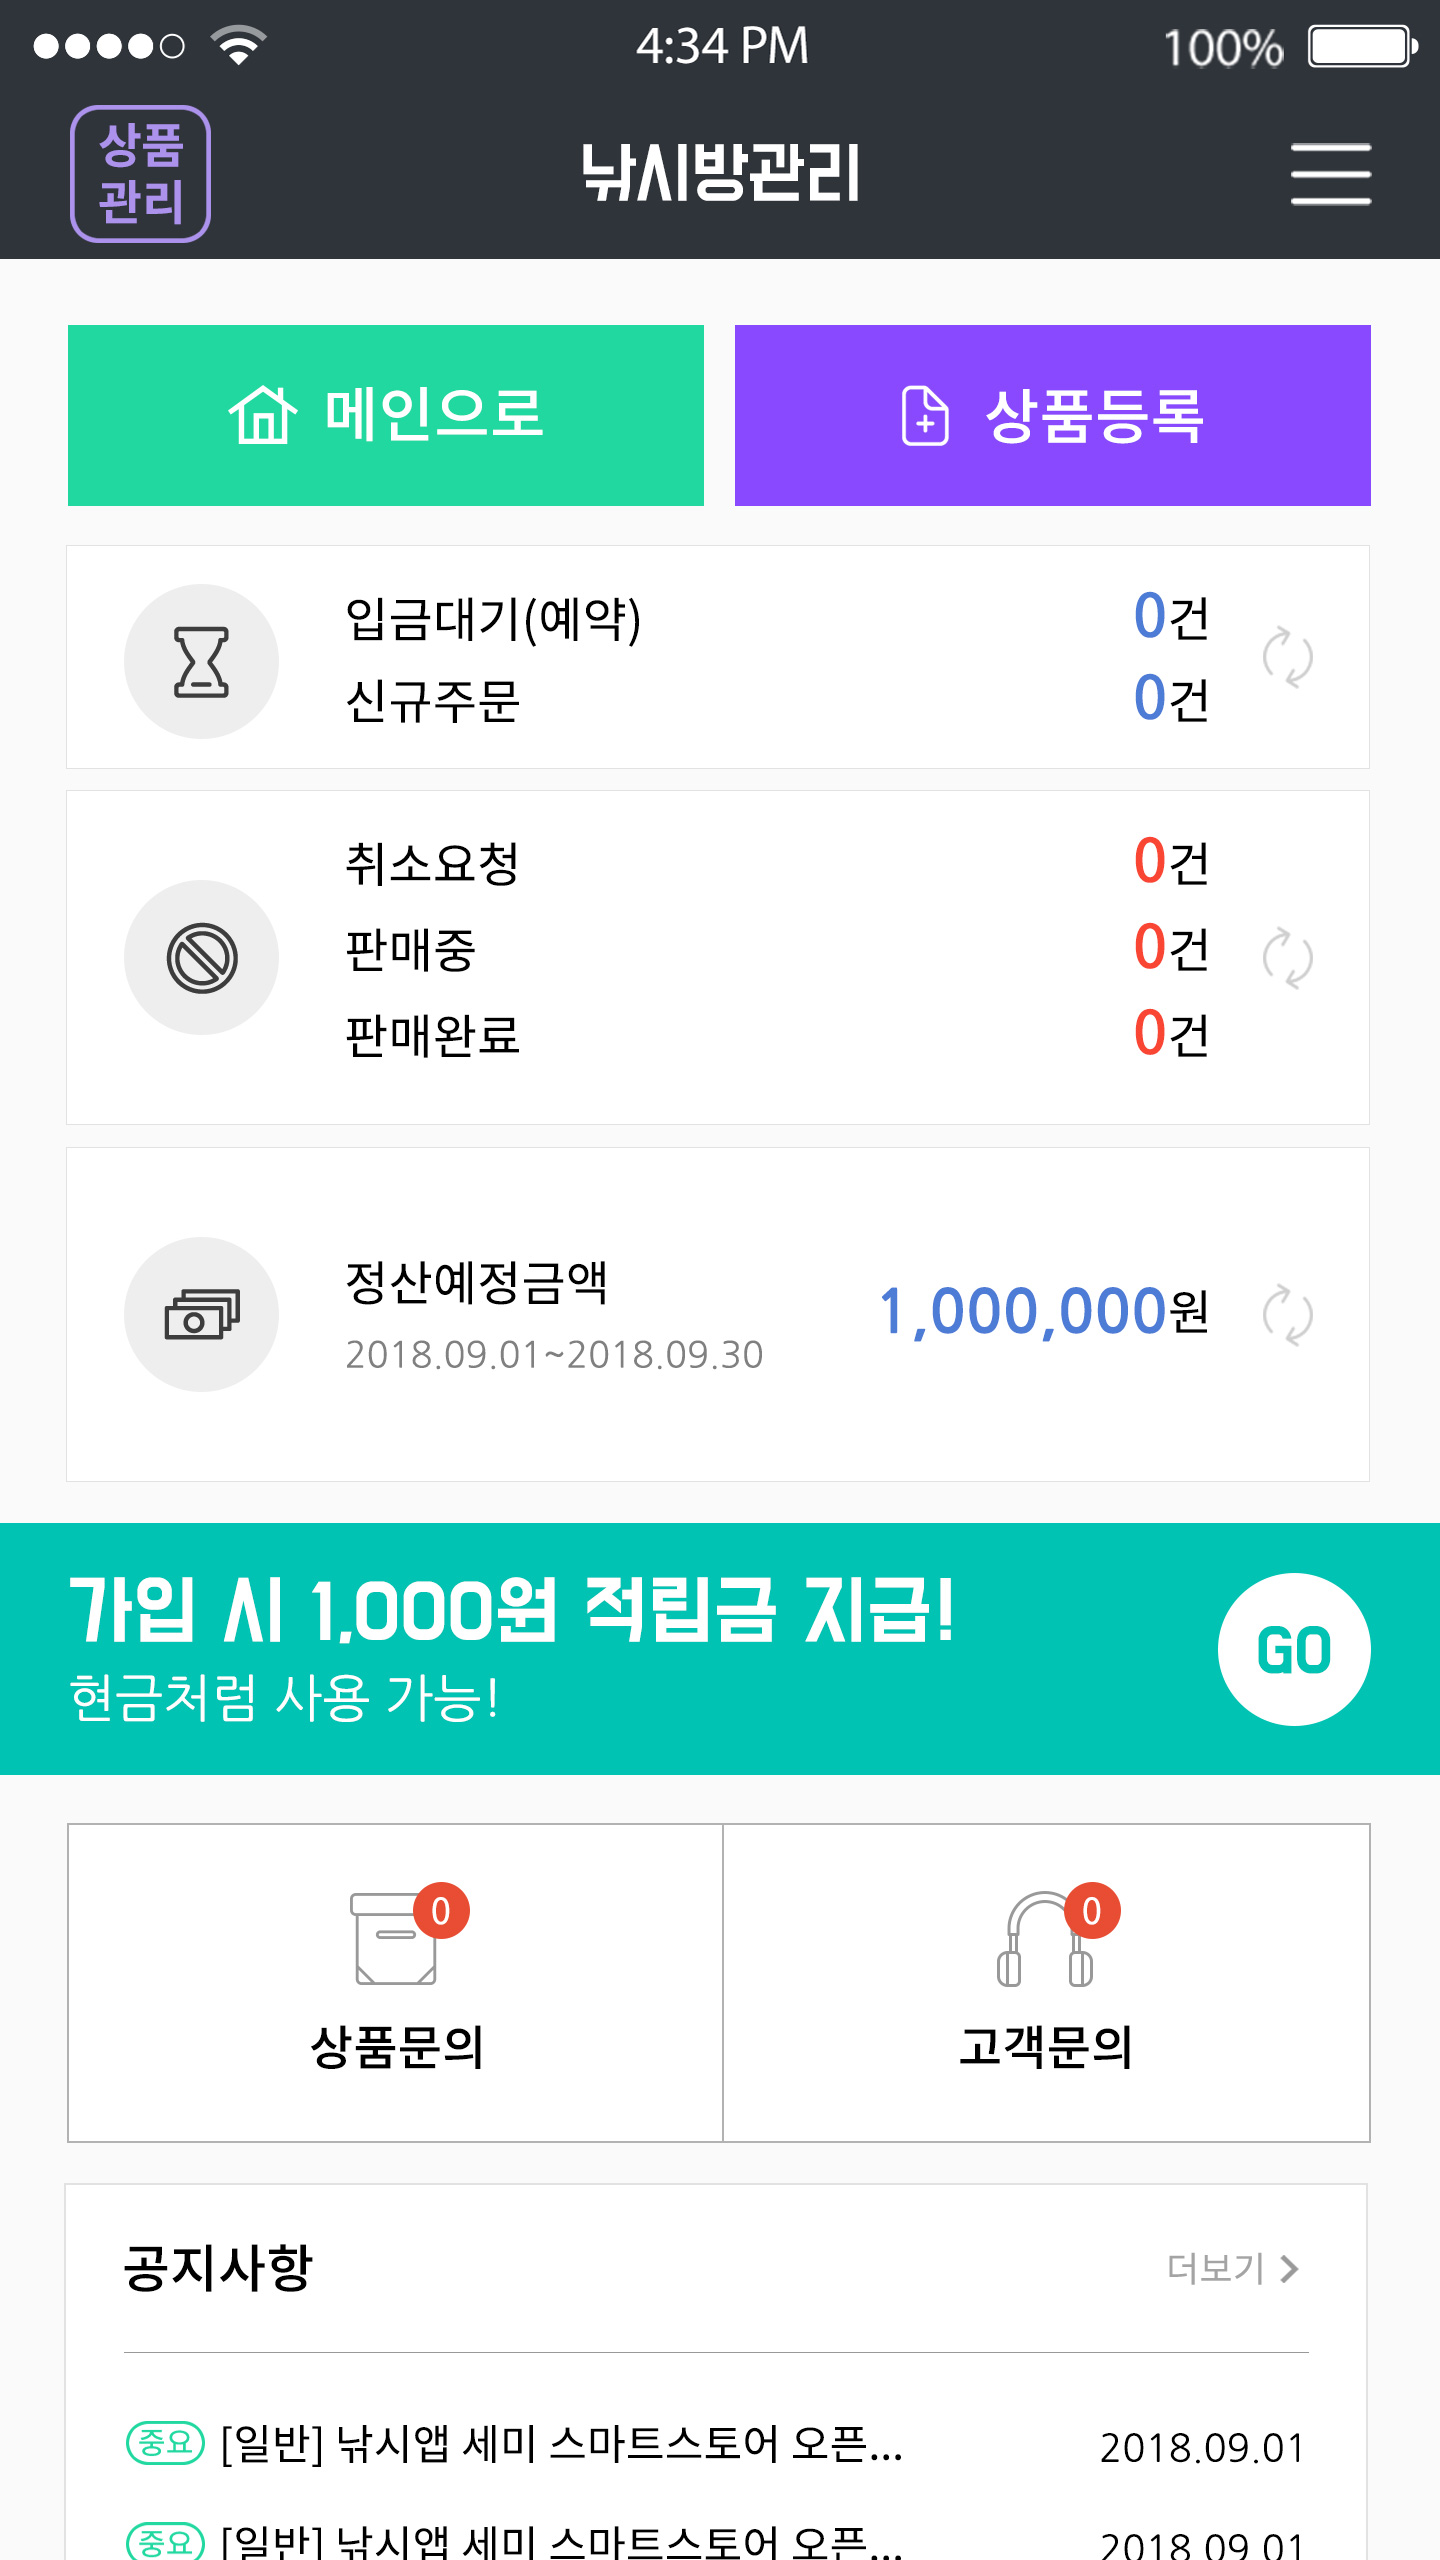 4:34 PM 100%
상품
관리
낚시방관리
메인으로 상품등록
입금대기(예약) 0건
신규주문 0건
취소요청 0건
판매중 0건
판매완료 0건
정산예정금액 1,000,000원
2018.09.01~2018.09.30
가입 시 1,000원 적립금 지급!
현금처럼 사용 가능!
GO
0 0
상품문의 고객문의
공지사항 더보기
중요 [일반] 낚시앱 세미 스마트스토어 오픈... 2018.09.01
중요 [일반] 낚시앱 세미 스마트스토어 오픈... 2018.09.01